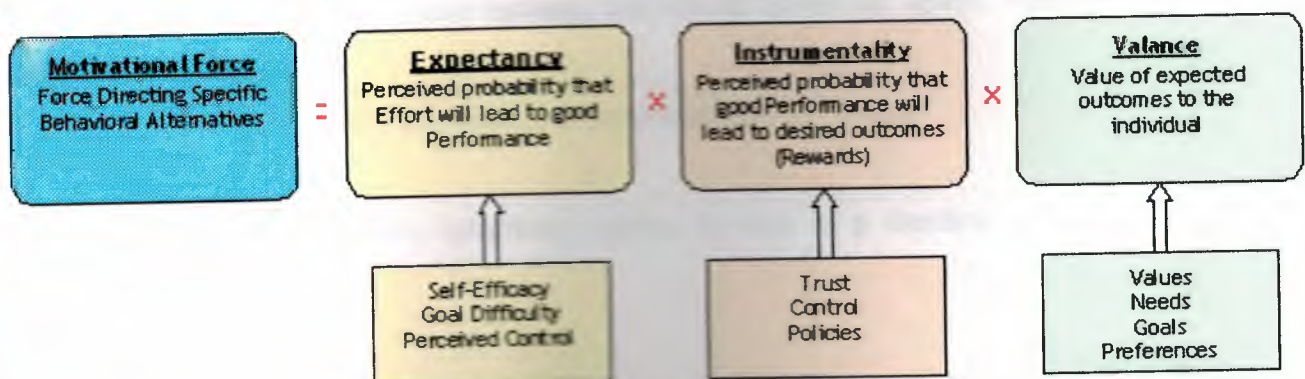 Motivational Force
Force Directing Specific
Behavioral Alternatives
=
Expectancy
Perceived probability that
Effort will lead to good
Performance
x
Instrumentality
Perceived probability that
good Performance will
lead to desired outcomes
(Rewards)
x
Valance
Value of expected
outcomes to the
individual
Self-Efficacy
Goal Difficulty
Perceived Control
Trust
Control
Policies
Values
Needs
Goals
Preferences